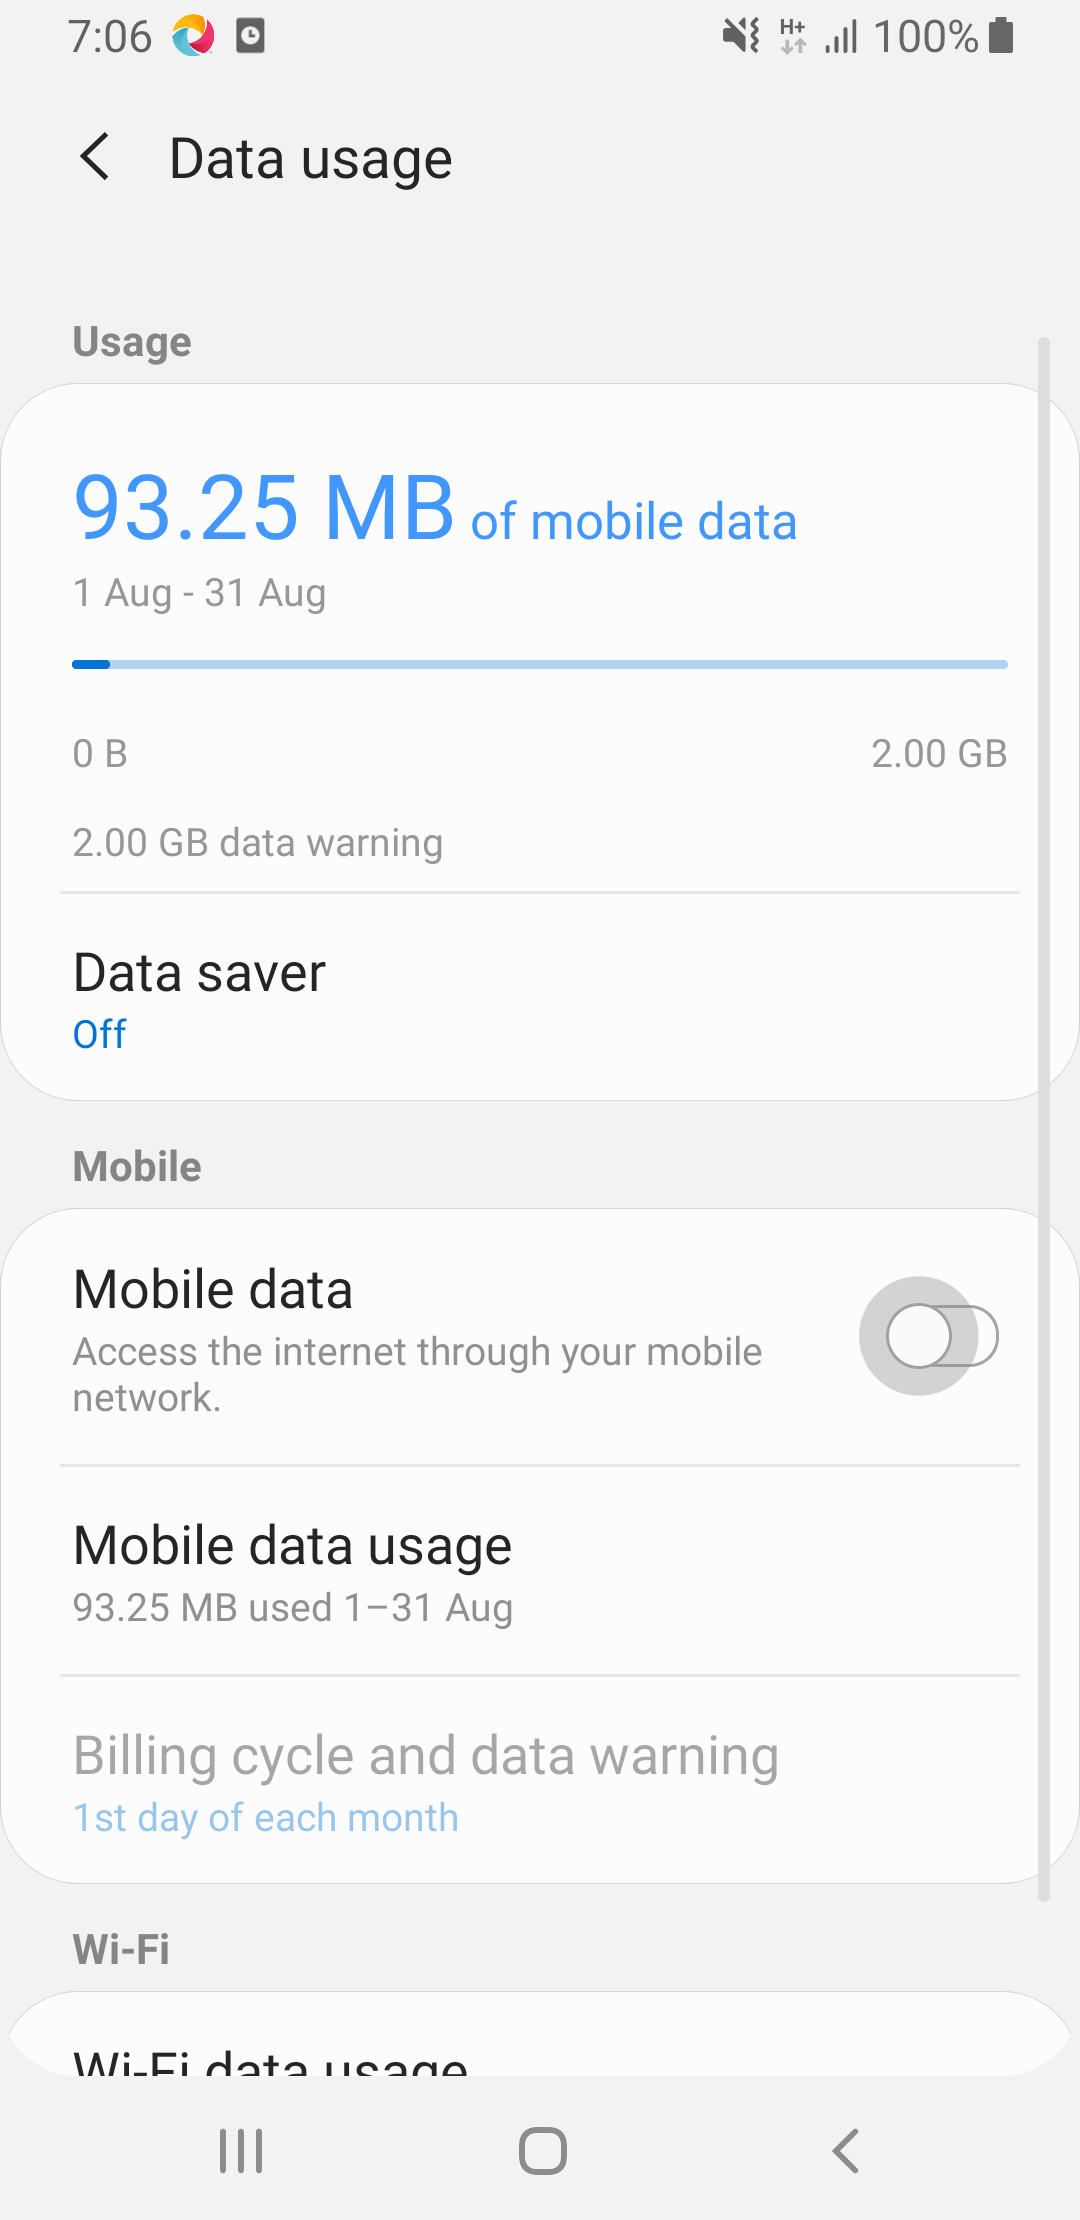 7:06 H+ 100%
Data usage
Usage
93.25 MB of mobile data
1 Aug - 31 Aug
0 B 2.00 GB
2.00 GB data warning
Data saver
Off
Mobile
Mobile data
Access the internet through your mobile
network.
Mobile data usage
93.25 MB used 1–31 Aug
Billing cycle and data warning
1st day of each month
Wi-Fi
Wi-Fi data usage